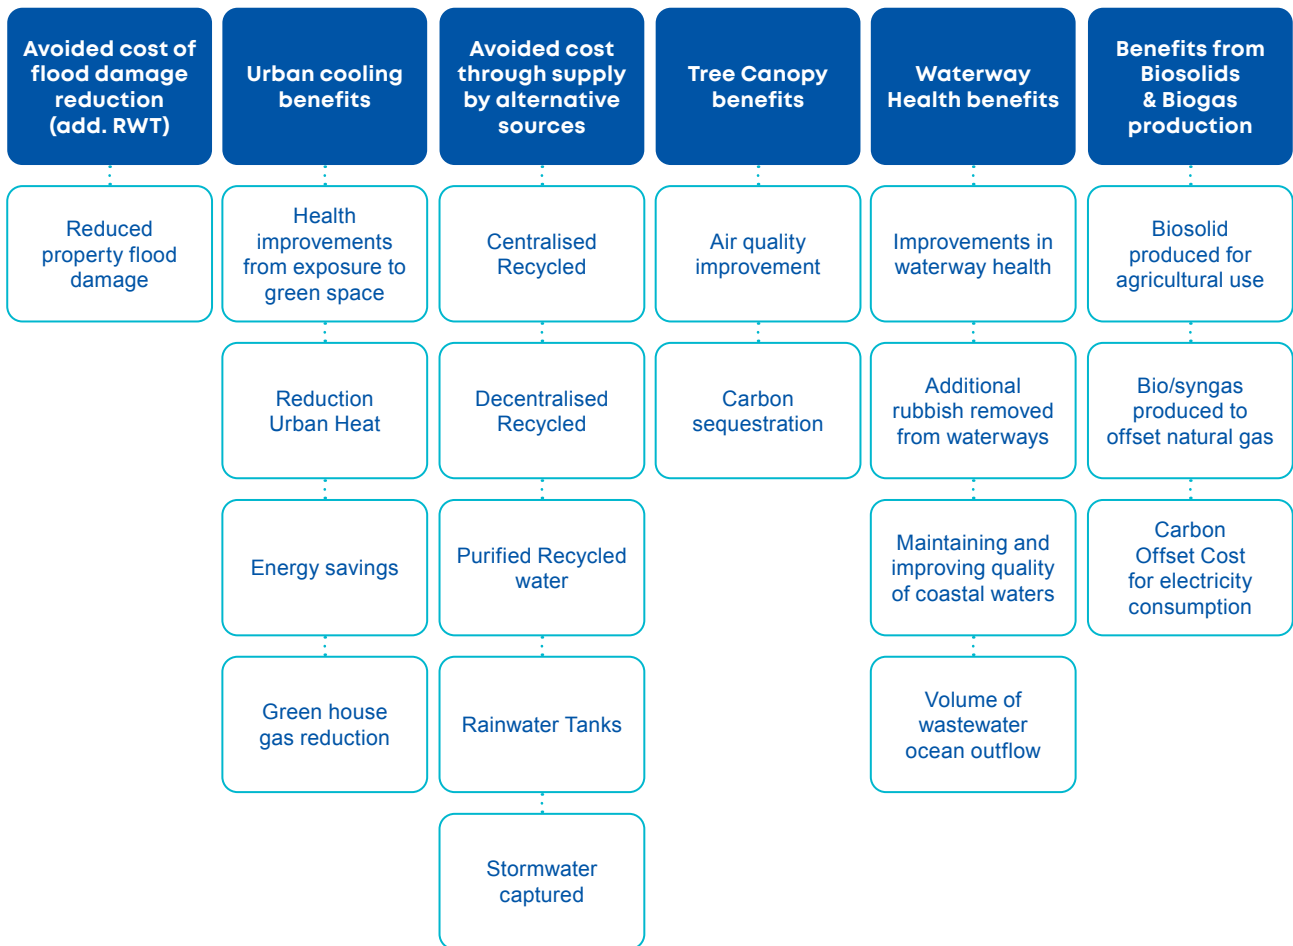 Avoided cost of
flood damage
reduction
(add. RWT)
Urban cooling
benefits
Avoided cost
through supply
by alternative
sources
Tree Canopy
benefits
Waterway
Health benefits
Benefits from
Biosolids
& Biogas
production
Reduced
property flood
damage
Health
improvements
from exposure to
green space
Centralised
Recycled
Air quality
improvement
Improvements in
waterway health
Biosolid
produced for
agricultural use
Reduction
Urban Heat
Decentralised
Recycled
Carbon
sequestration
Additional
rubbish removed
from waterways
Bio/syngas
produced to
offset natural gas
Energy savings
Purified Recycled
water
Maintaining and
improving quality
of coastal waters
Carbon
Offset Cost
for electricity
consumption
Green house
gas reduction
Rainwater Tanks
Volume of
wastewater
ocean outflow
Stormwater
captured